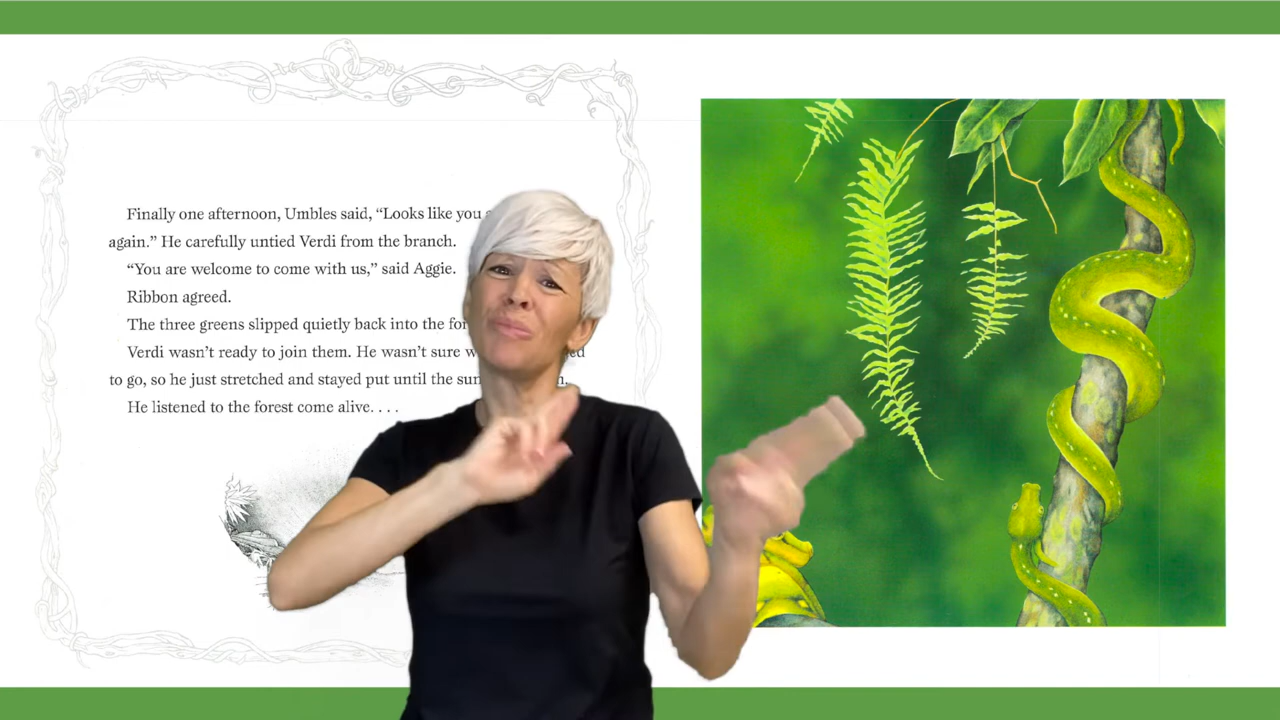 Finally one afternoon, Umbles said, “Looks like you
again.” He carefully untied Verdi from the branch.
“You are welcome to come with us,” said Aggie.
Ribbon agreed.
The three greens slipped quietly back into the
Verdi wasn’t ready to join them. He wasn’t sure
to go, so he just stretched and stayed put until the sun
He listened to the forest come alive. . . .